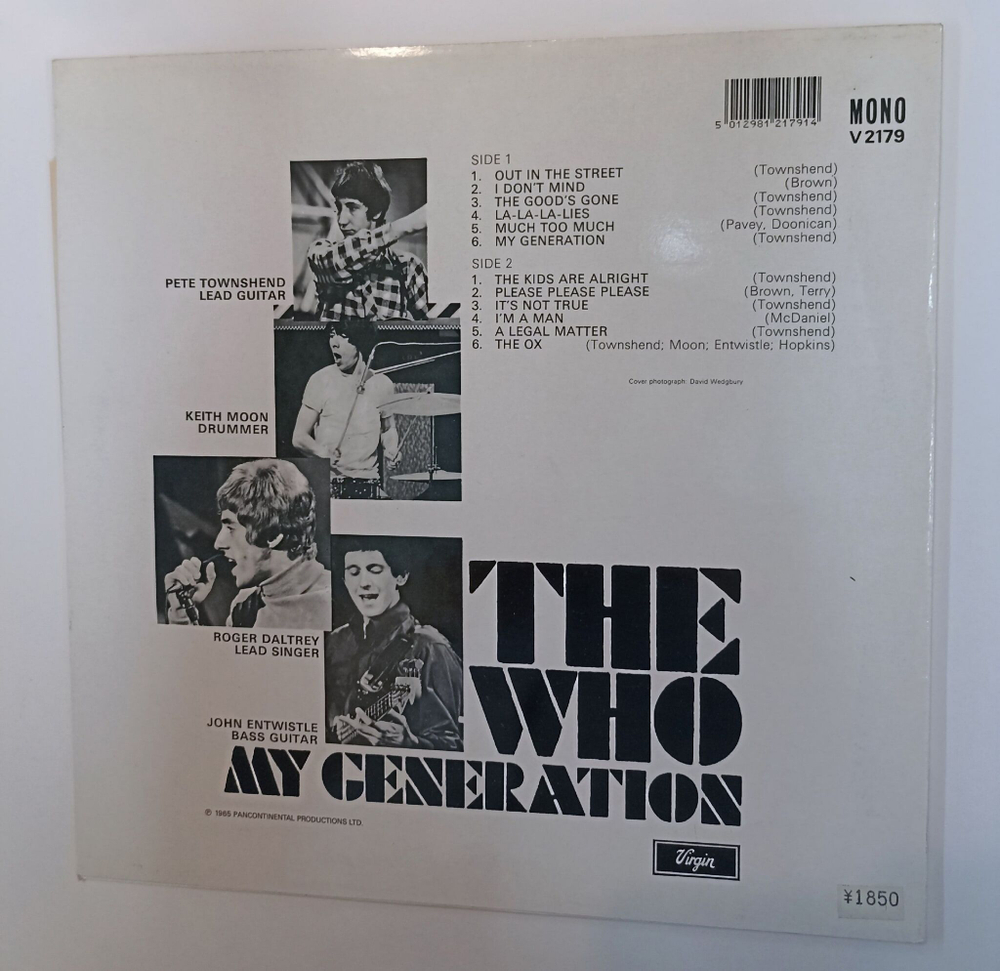 5 012981 217914
MONO
V 2179
SIDE 1
1. OUT IN THE STREET (Townshend)
2. I DON'T MIND (Brown)
3. THE GOOD'S GONE (Townshend)
4. LA-LA-LA-LIES (Townshend)
5. MUCH TOO MUCH (Pavey, Doonican)
6. MY GENERATION (Townshend)
SIDE 2
1. THE KIDS ARE ALRIGHT (Townshend)
2. PLEASE PLEASE PLEASE (Brown, Terry)
3. IT'S NOT TRUE (Townshend)
4. I'M A MAN (McDaniel)
5. A LEGAL MATTER (Townshend)
6. THE OX (Townshend; Moon; Entwistle; Hopkins)
Cover photograph: David Wedgbury
PETE TOWNSHEND
LEAD GUITAR
KEITH MOON
DRUMMER
ROGER DALTREY
LEAD SINGER
JOHN ENTWISTLE
BASS GUITAR
THE
WHO
MY GENERATION
℗ 1965 PANCONTINENTAL PRODUCTIONS LTD.
Virgin
¥1850